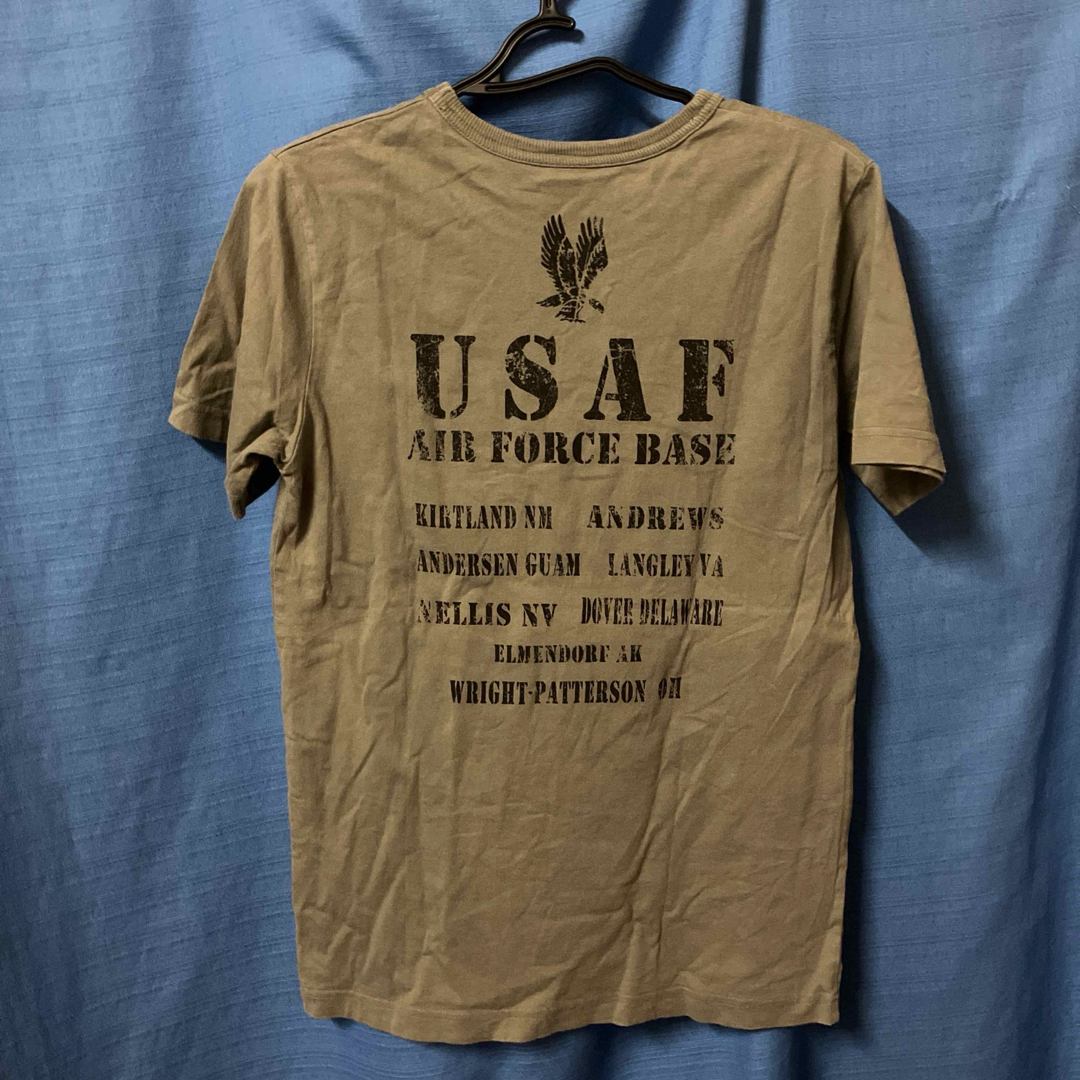 USAF
AIR FORCE BASE
KIRTLAND NM ANDREWS
ANDERSEN GUAM LANGLEY VA
NELLIS NV DOVER DELAWARE
ELMENDORF AK
WRIGHT-PATTERSON OH